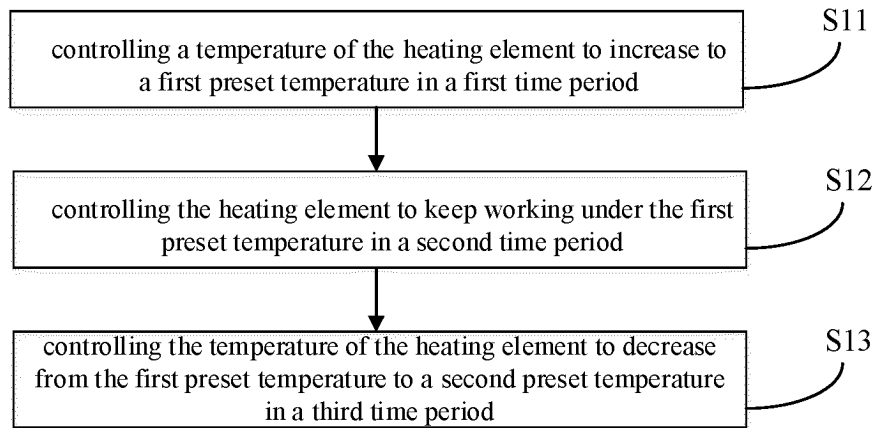 S11
controlling a temperature of the heating element to increase to
a first preset temperature in a first time period
S12
controlling the heating element to keep working under the first
preset temperature in a second time period
S13
controlling the temperature of the heating element to decrease
from the first preset temperature to a second preset temperature
in a third time period